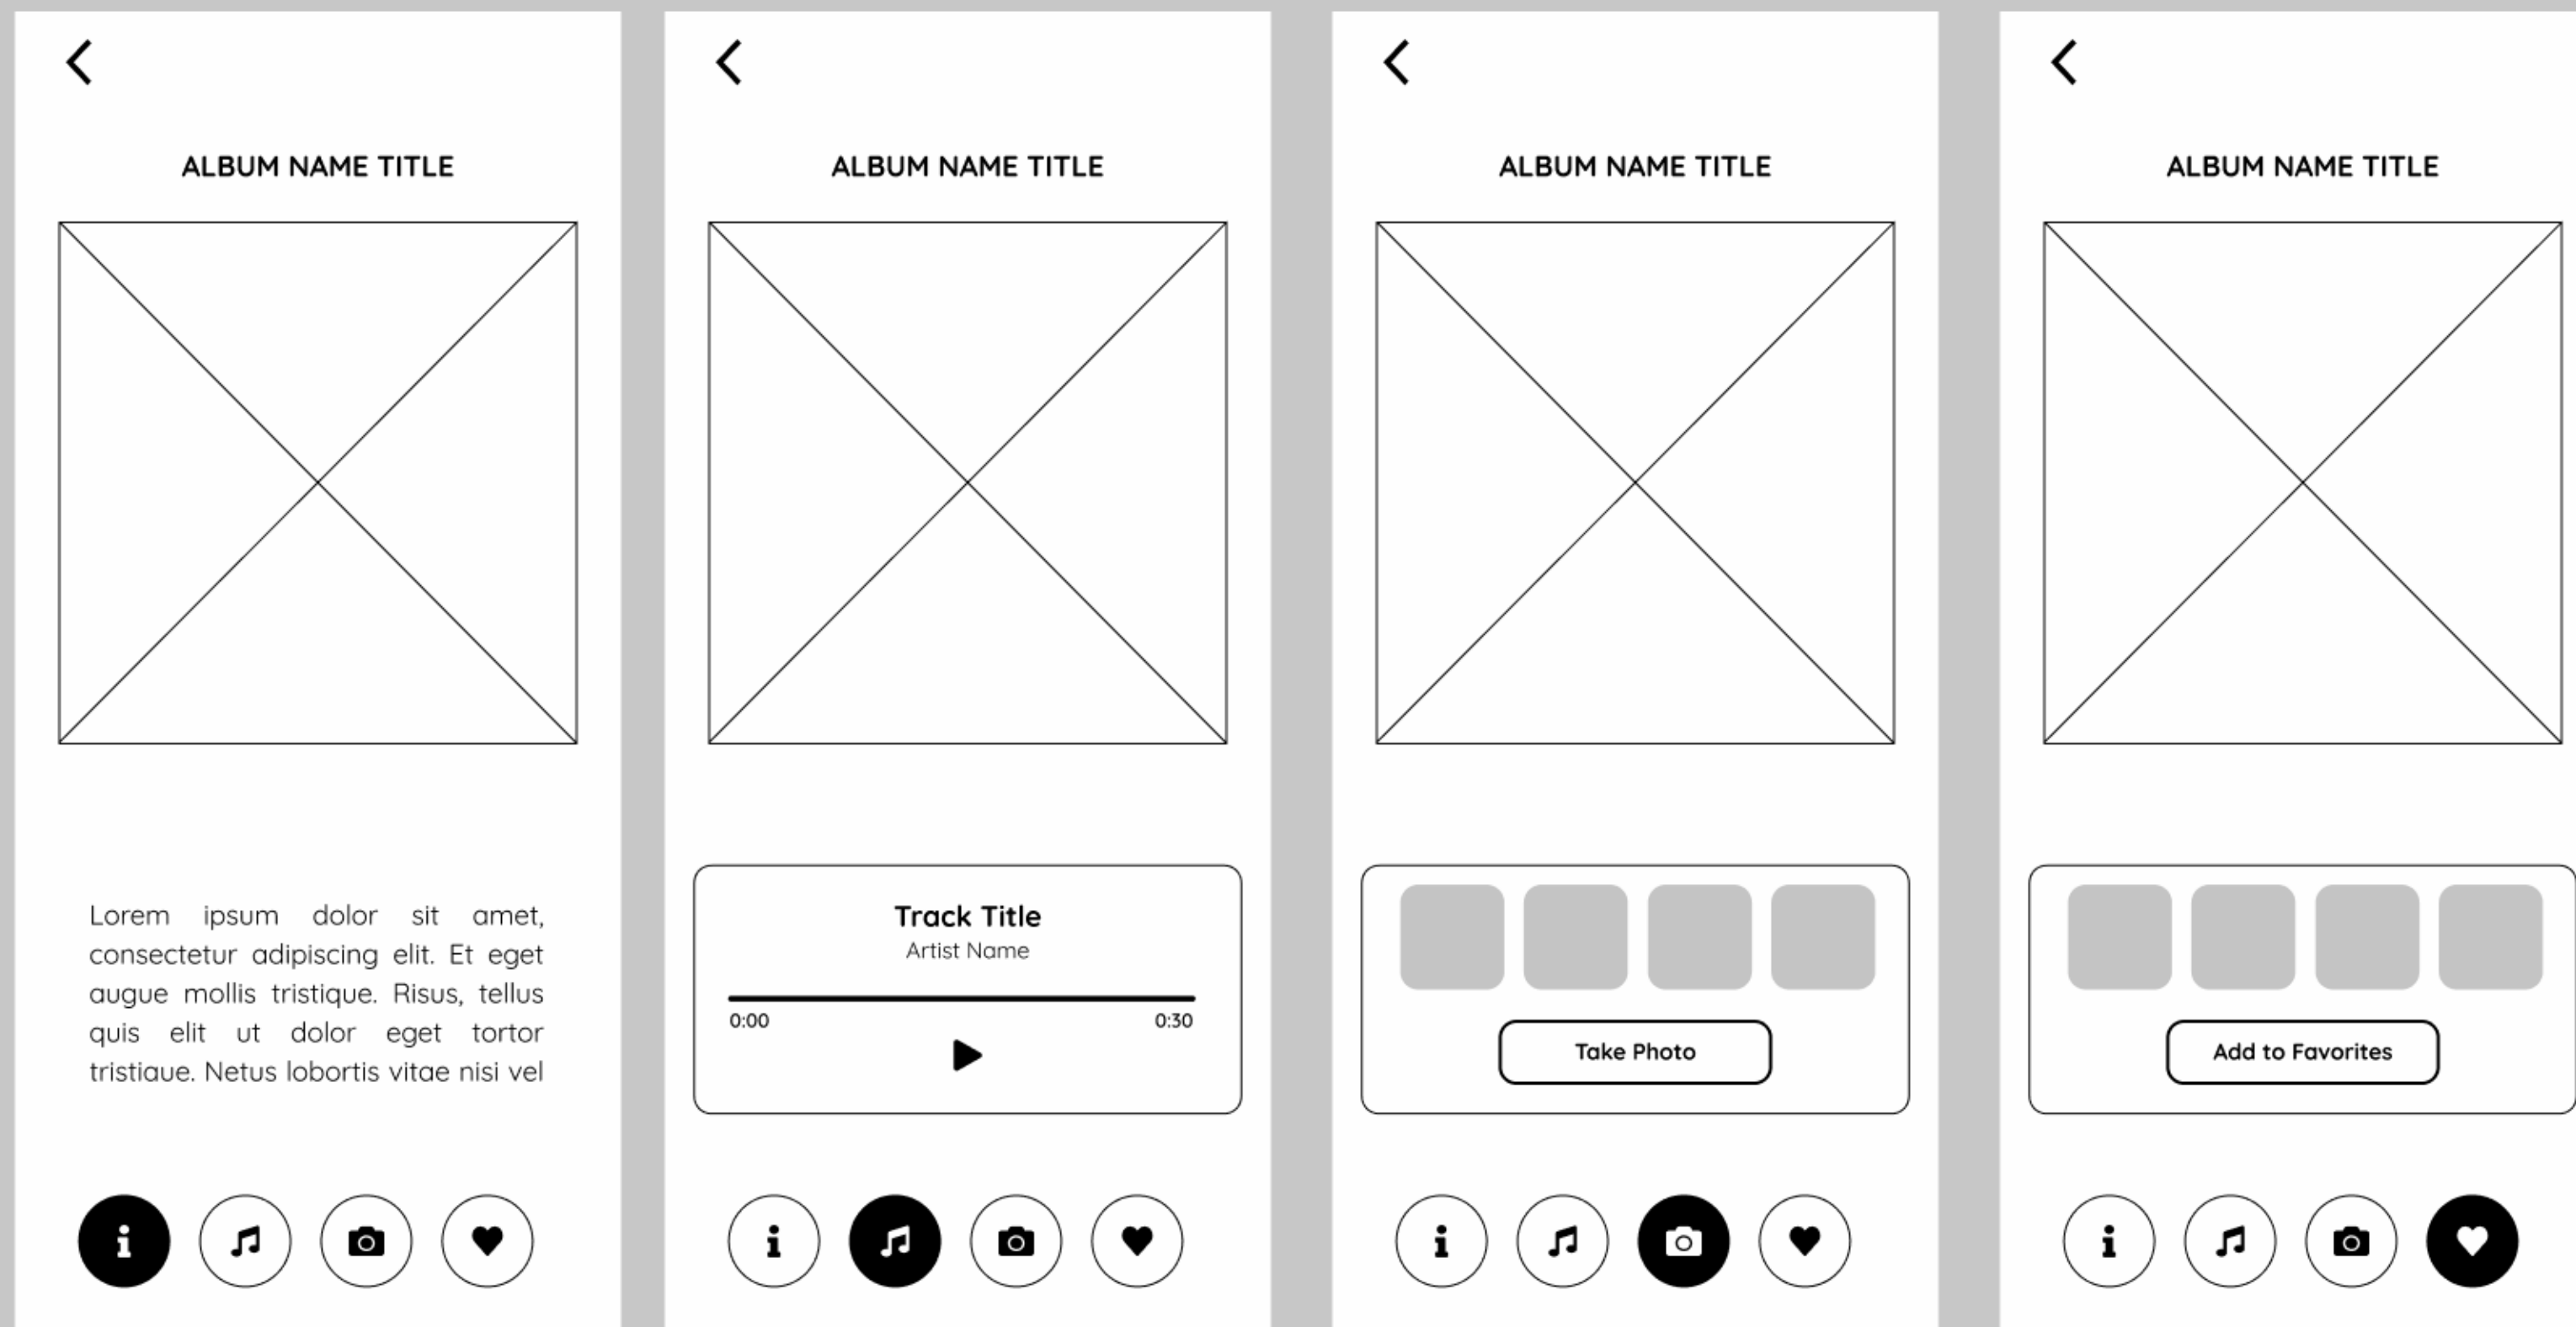 ALBUM NAME TITLE
Lorem ipsum dolor sit amet,
consectetur adipiscing elit. Et eget
augue mollis tristique. Risus, tellus
quis elit ut dolor eget tortor
tristiaue. Netus lobortis vitae nisi vel
ALBUM NAME TITLE
Track Title
Artist Name
0:00 0:30
ALBUM NAME TITLE
Take Photo
ALBUM NAME TITLE
Add to Favorites